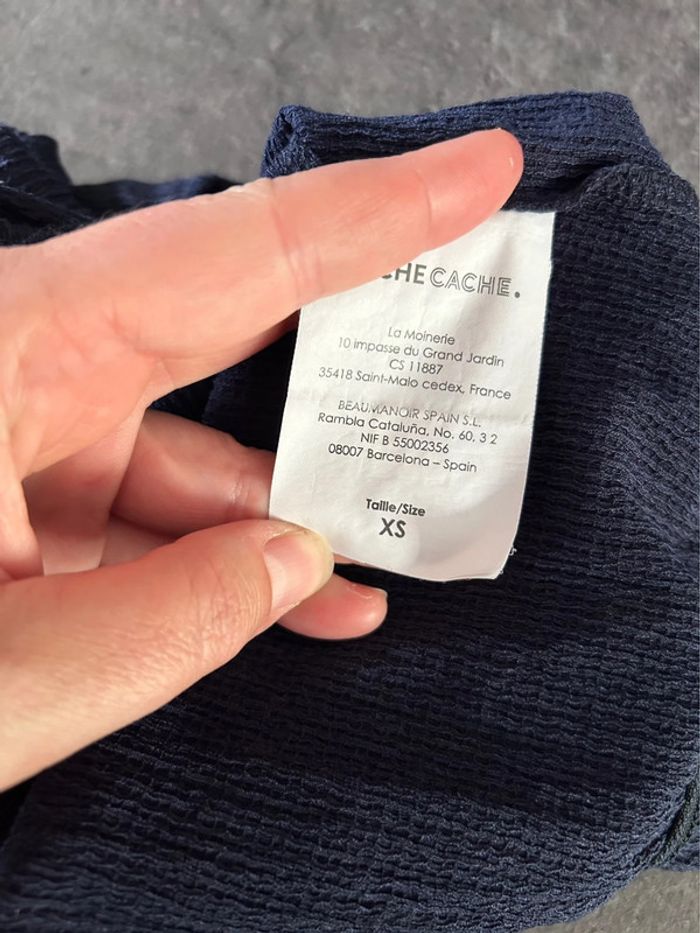 CHE CACHE.
La Moinerie
10 impasse du Grand Jardin
CS 11887
35418 Saint-Malo cedex, France
BEAUMANOIR SPAIN S.L.
Rambla Cataluña, No. 60, 3 2
NIF B 55002356
08007 Barcelona – Spain
Taille/Size
XS